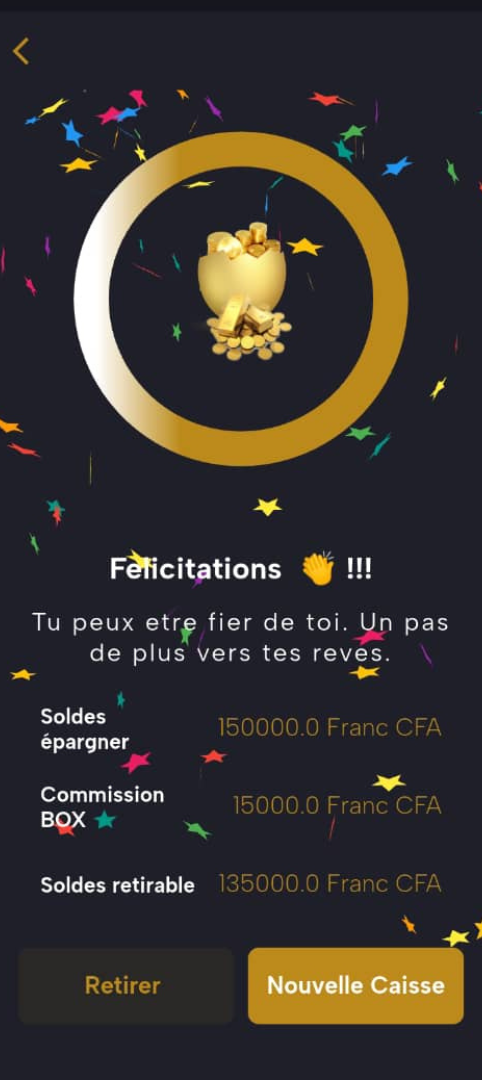 Felicitations 👏 !!!
Tu peux etre fier de toi. Un pas
de plus vers tes reves.
Soldes
épargner
150000.0 Franc CFA
Commission
BOX
15000.0 Franc CFA
Soldes retirable
135000.0 Franc CFA
Retirer
Nouvelle Caisse